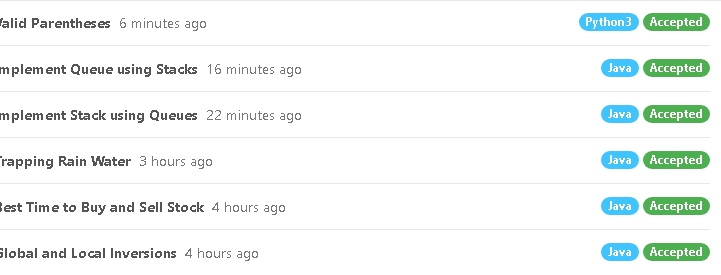 Valid Parentheses 6 minutes ago Python3 Accepted
Implement Queue using Stacks 16 minutes ago Java Accepted
Implement Stack using Queues 22 minutes ago Java Accepted
Trapping Rain Water 3 hours ago Java Accepted
Best Time to Buy and Sell Stock 4 hours ago Java Accepted
Global and Local Inversions 4 hours ago Java Accepted